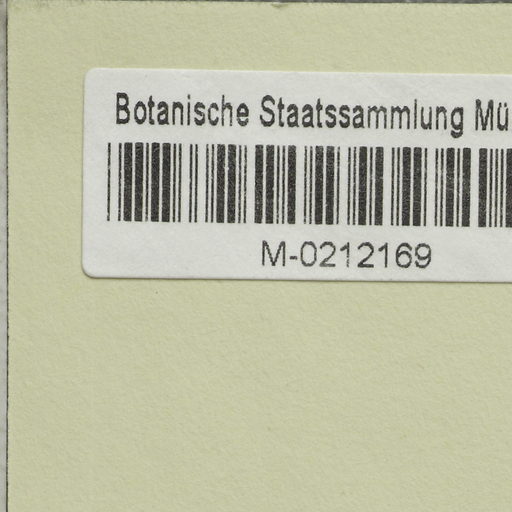 Botanische Staatssammlung Mü
M-0212169